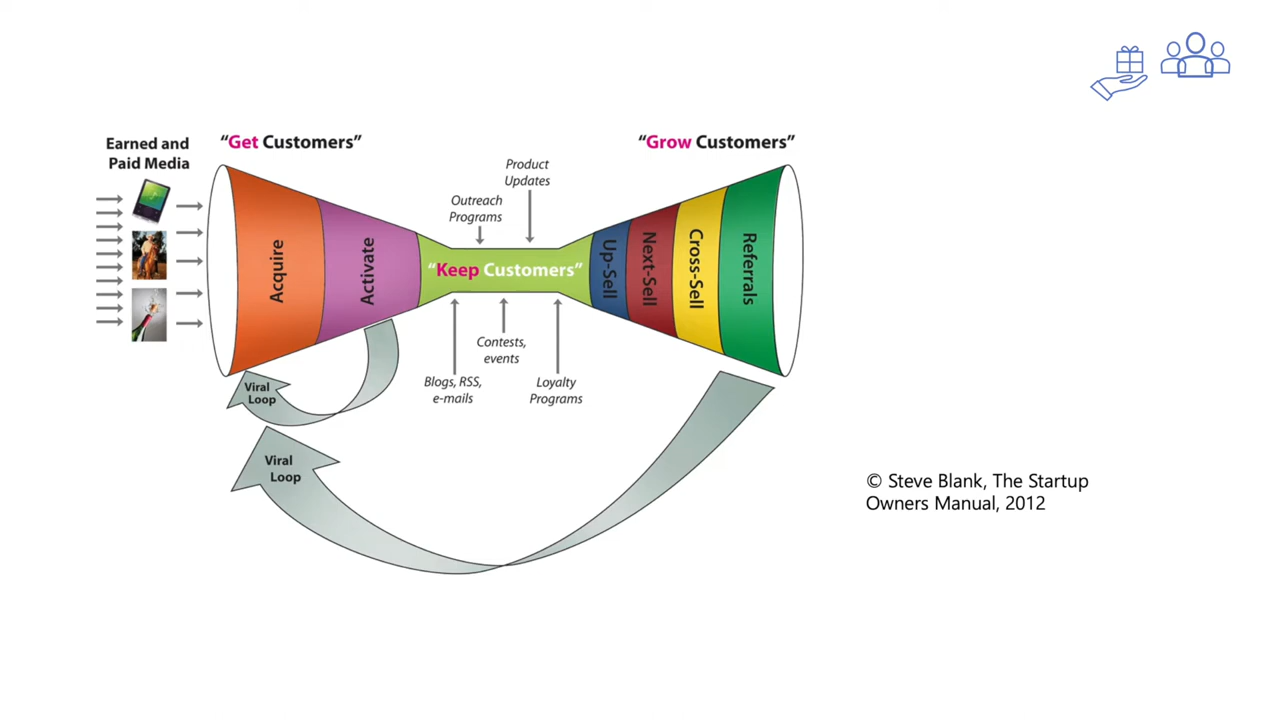 Earned and
Paid Media
“Get Customers”
“Grow Customers”
Product
Updates
Outreach
Programs
Acquire
Activate
“Keep Customers”
Up-Sell
Next-Sell
Cross-Sell
Referrals
Contests,
events
Blogs, RSS,
e-mails
Loyalty
Programs
Viral
Loop
Viral
Loop
© Steve Blank, The Startup
Owners Manual, 2012